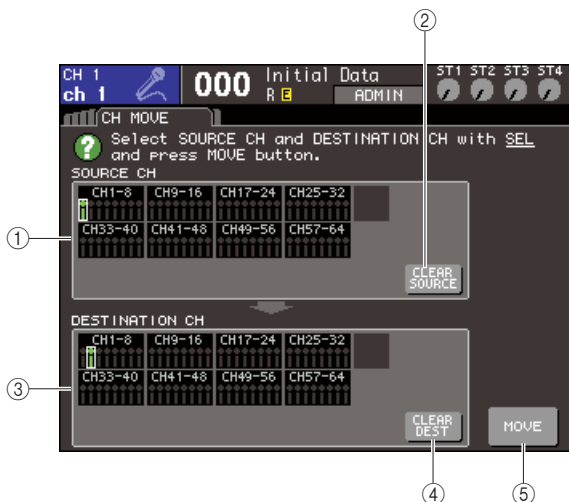 ②
CH 1
ch 1
000
Initial Data
R E
ADMIN
ST1 ST2 ST3 ST4
CH MOVE
? Select SOURCE CH and DESTINATION CH with SEL
and press MOVE button.
SOURCE CH
CH1-8 CH9-16 CH17-24 CH25-32
①
CH33-40 CH41-48 CH49-56 CH57-64
CLEAR
SOURCE
DESTINATION CH
CH1-8 CH9-16 CH17-24 CH25-32
③
CH33-40 CH41-48 CH49-56 CH57-64
CLEAR
DEST
MOVE
④ ⑤